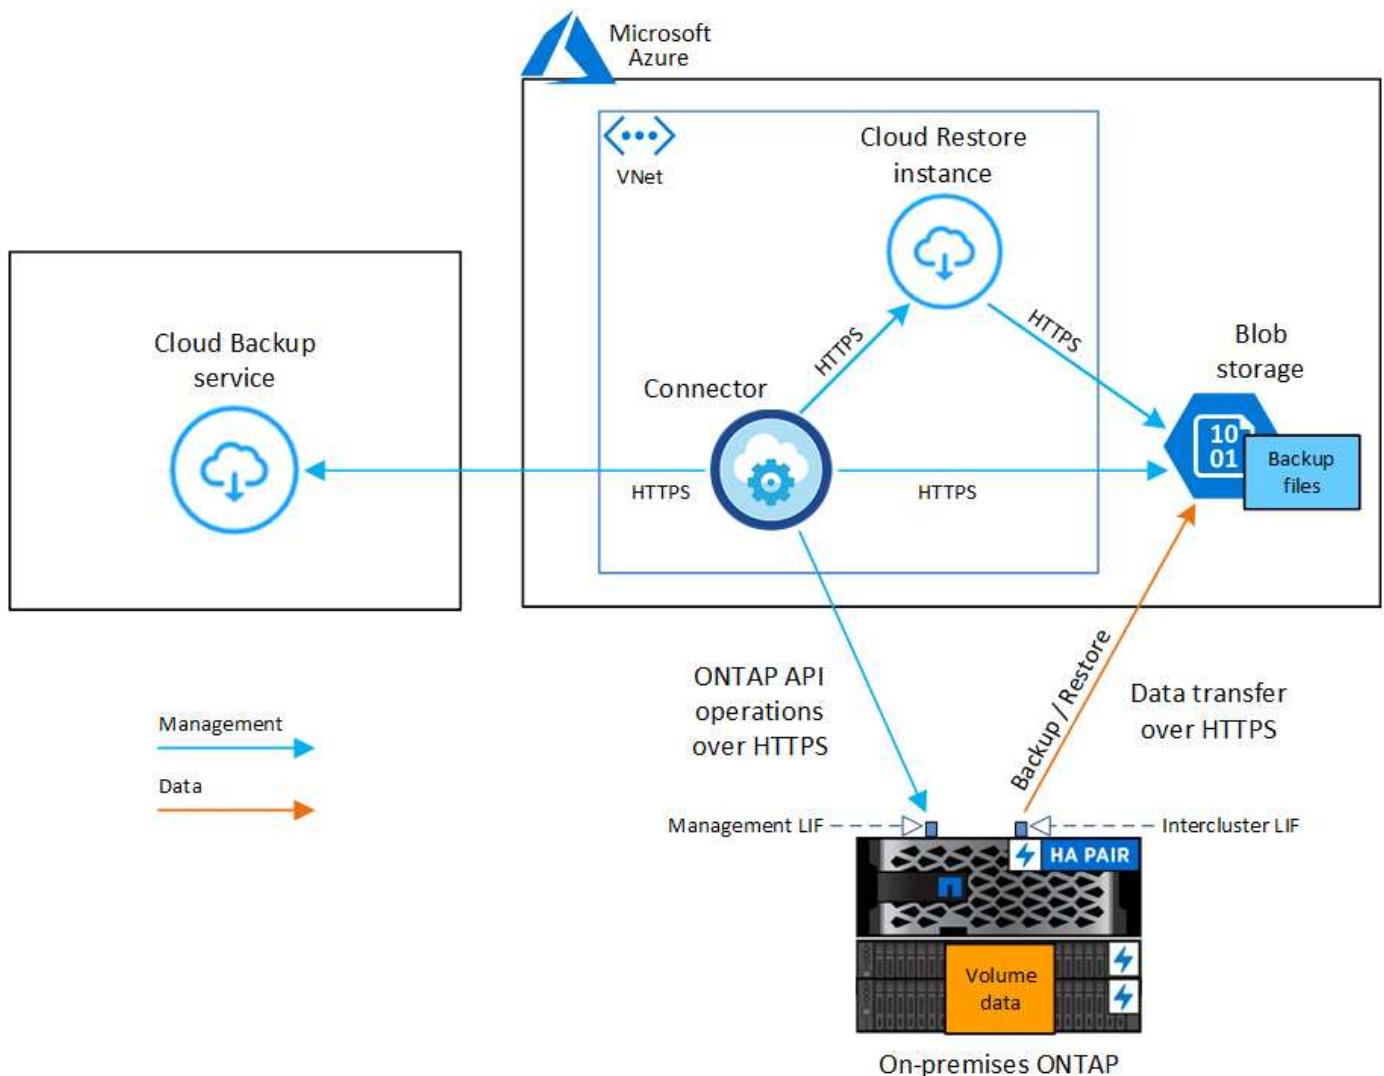 Microsoft
Azure
VNet
Cloud Restore
instance
Cloud Backup
service
Connector
HTTPS
HTTPS
Blob
storage
10
01
Backup
files
HTTPS
HTTPS
ONTAP API
operations
over HTTPS
Backup / Restore
Data transfer
over HTTPS
Management
Data
Management LIF
Intercluster LIF
HA PAIR
Volume
data
On-premises ONTAP